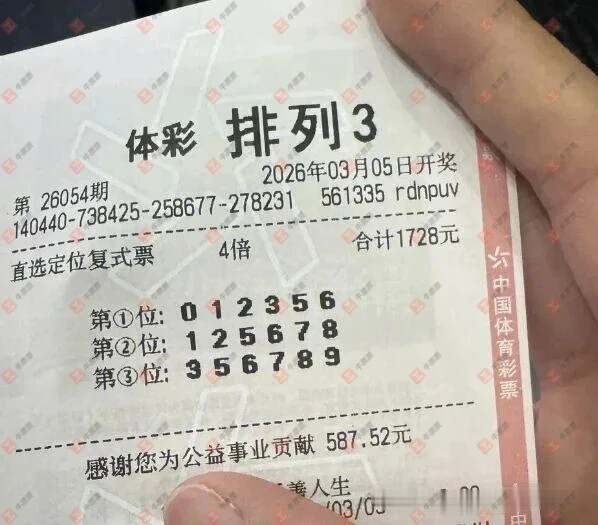 体彩 排列3
第 26054期 2026年03月05日开奖
140440-738425-258677-278231 561335 rdnpuv
直选定位复式票 4倍 合计1728元
第①位: 0 1 2 3 5 6
第②位: 1 2 5 6 7 8
第③位: 3 5 6 7 8 9
感谢您为公益事业贡献 587.52元
善人生
中国体育彩票